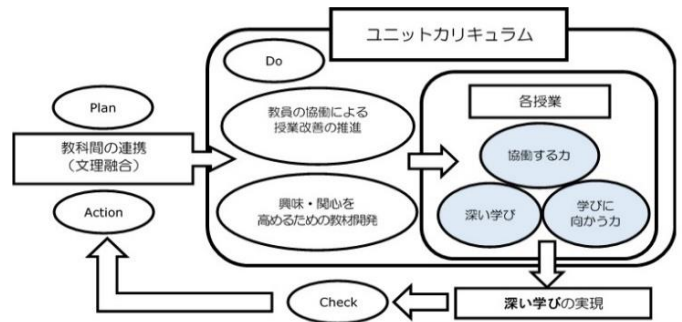 ユニットカリキュラム
Do
Plan
教科間の連携
（文理融合）
Action
教員の協働による
授業改善の推進
興味・関心を
高めるための教材開発
各授業
協働する力
深い学び
学びに
向かう力
Check
深い学びの実現